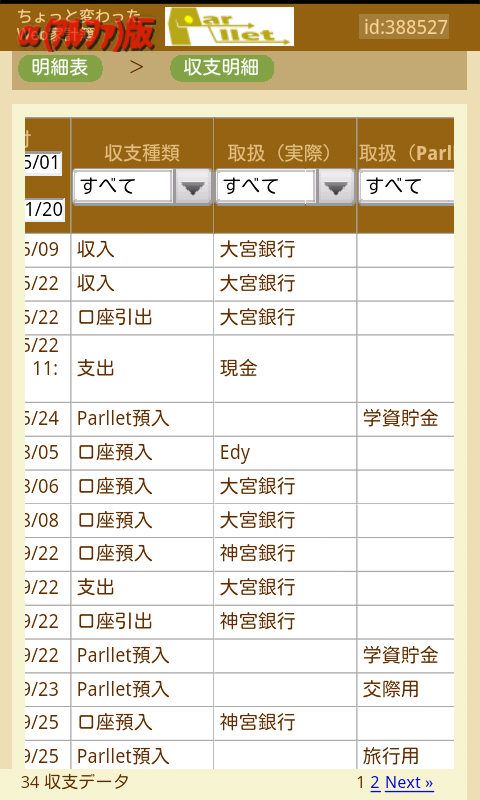 ちょっと変わった
Web家計簿
α(アルファ)版
Parllet.
id:388527
明細表 > 収支明細
付
5/01
1/20
収支種類 取扱（実際） 取扱（Parll
すべて すべて すべて
5/09 収入 大宮銀行
5/22 収入 大宮銀行
5/22 口座引出 大宮銀行
5/22
11: 支出 現金
5/24 Parllet預入 学資貯金
8/05 口座預入 Edy
8/06 口座預入 大宮銀行
8/08 口座預入 大宮銀行
9/22 口座預入 神宮銀行
9/22 支出 大宮銀行
9/22 口座引出 神宮銀行
9/22 Parllet預入 学資貯金
9/23 Parllet預入 交際用
9/25 口座預入 神宮銀行
9/25 Parllet預入 旅行用
34 収支データ 1 2 Next »